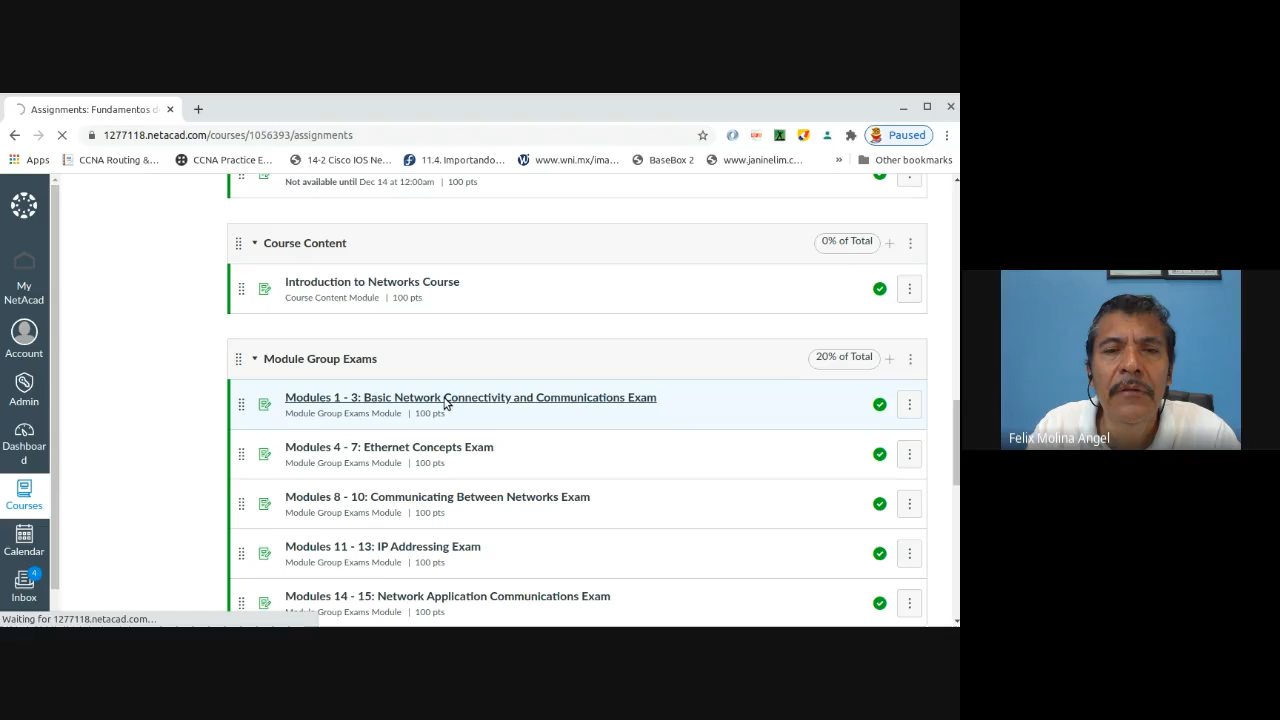 Assignments: Fundamentos d
1277118.netacad.com/courses/1056393/assignments
Paused
Apps
CCNA Routing &...
CCNA Practice E...
14-2 Cisco IOS Ne...
11.4. Importando...
www.wni.mx/ima...
BaseBox 2
www.janinelim.c...
»
Other bookmarks
Not available until Dec 14 at 12:00am | 100 pts
Course Content
0% of Total
Introduction to Networks Course
Course Content Module | 100 pts
Module Group Exams
20% of Total
Modules 1 - 3: Basic Network Connectivity and Communications Exam
Module Group Exams Module | 100 pts
Modules 4 - 7: Ethernet Concepts Exam
Module Group Exams Module | 100 pts
Modules 8 - 10: Communicating Between Networks Exam
Module Group Exams Module | 100 pts
Modules 11 - 13: IP Addressing Exam
Module Group Exams Module | 100 pts
Modules 14 - 15: Network Application Communications Exam
Module Group Exams Module | 100 pts
My
NetAcad
Account
Admin
Dashboar
d
Courses
Calendar
4
Inbox
Waiting for 1277118.netacad.com...
Felix Molina Angel